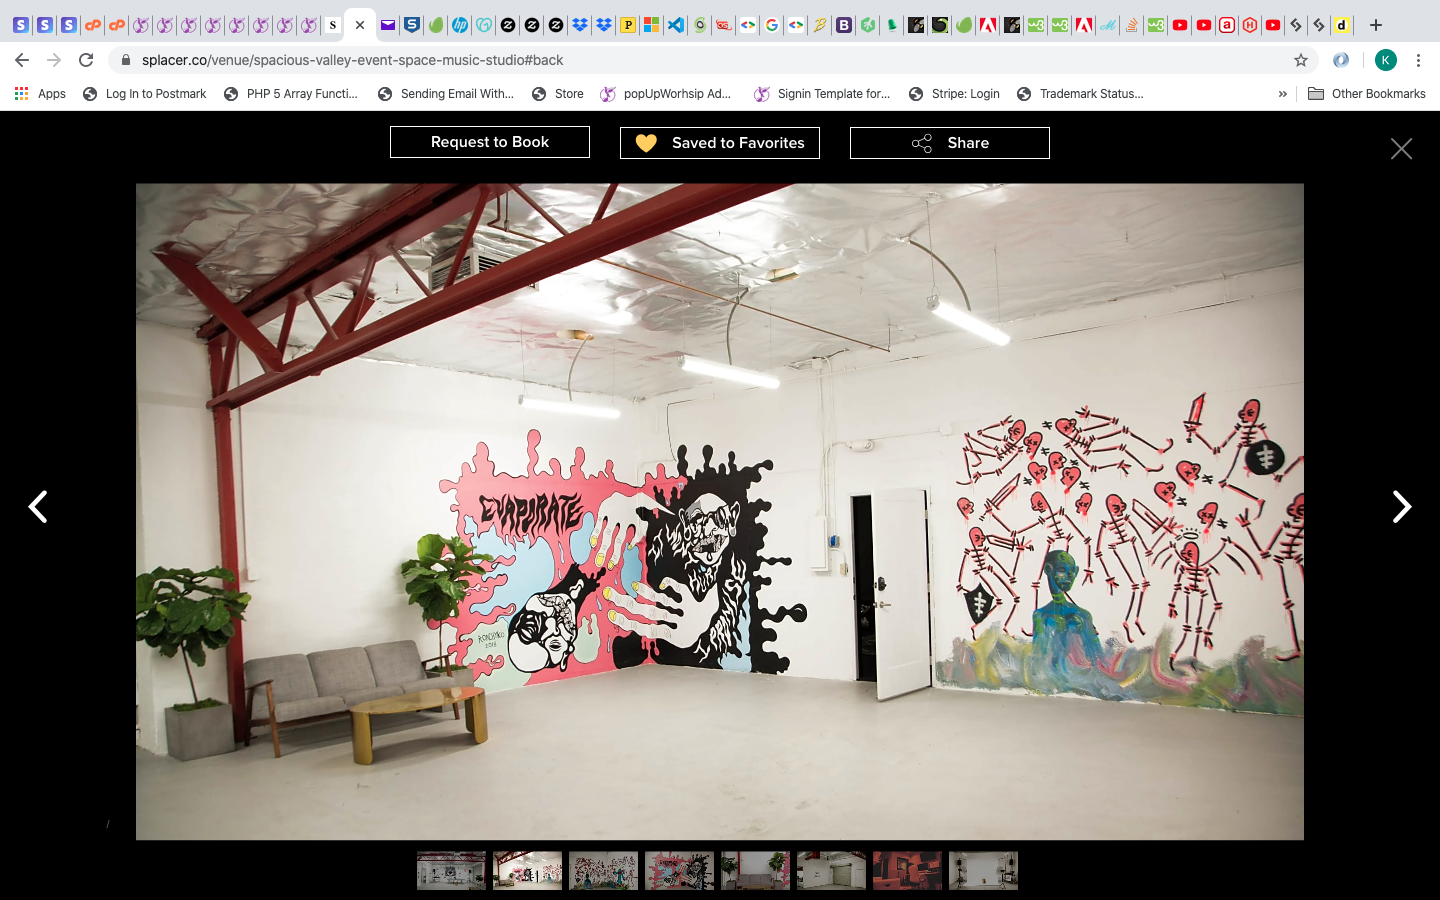 splacer.co/venue/spacious-valley-event-space-music-studio#back
K
Apps
Log In to Postmark
PHP 5 Array Functi...
Sending Email With...
Store
popUpWorhsip Ad...
Signin Template for...
Stripe: Login
Trademark Status...
»
Other Bookmarks
Request to Book
Saved to Favorites
Share
EVAPORATE
2018
/